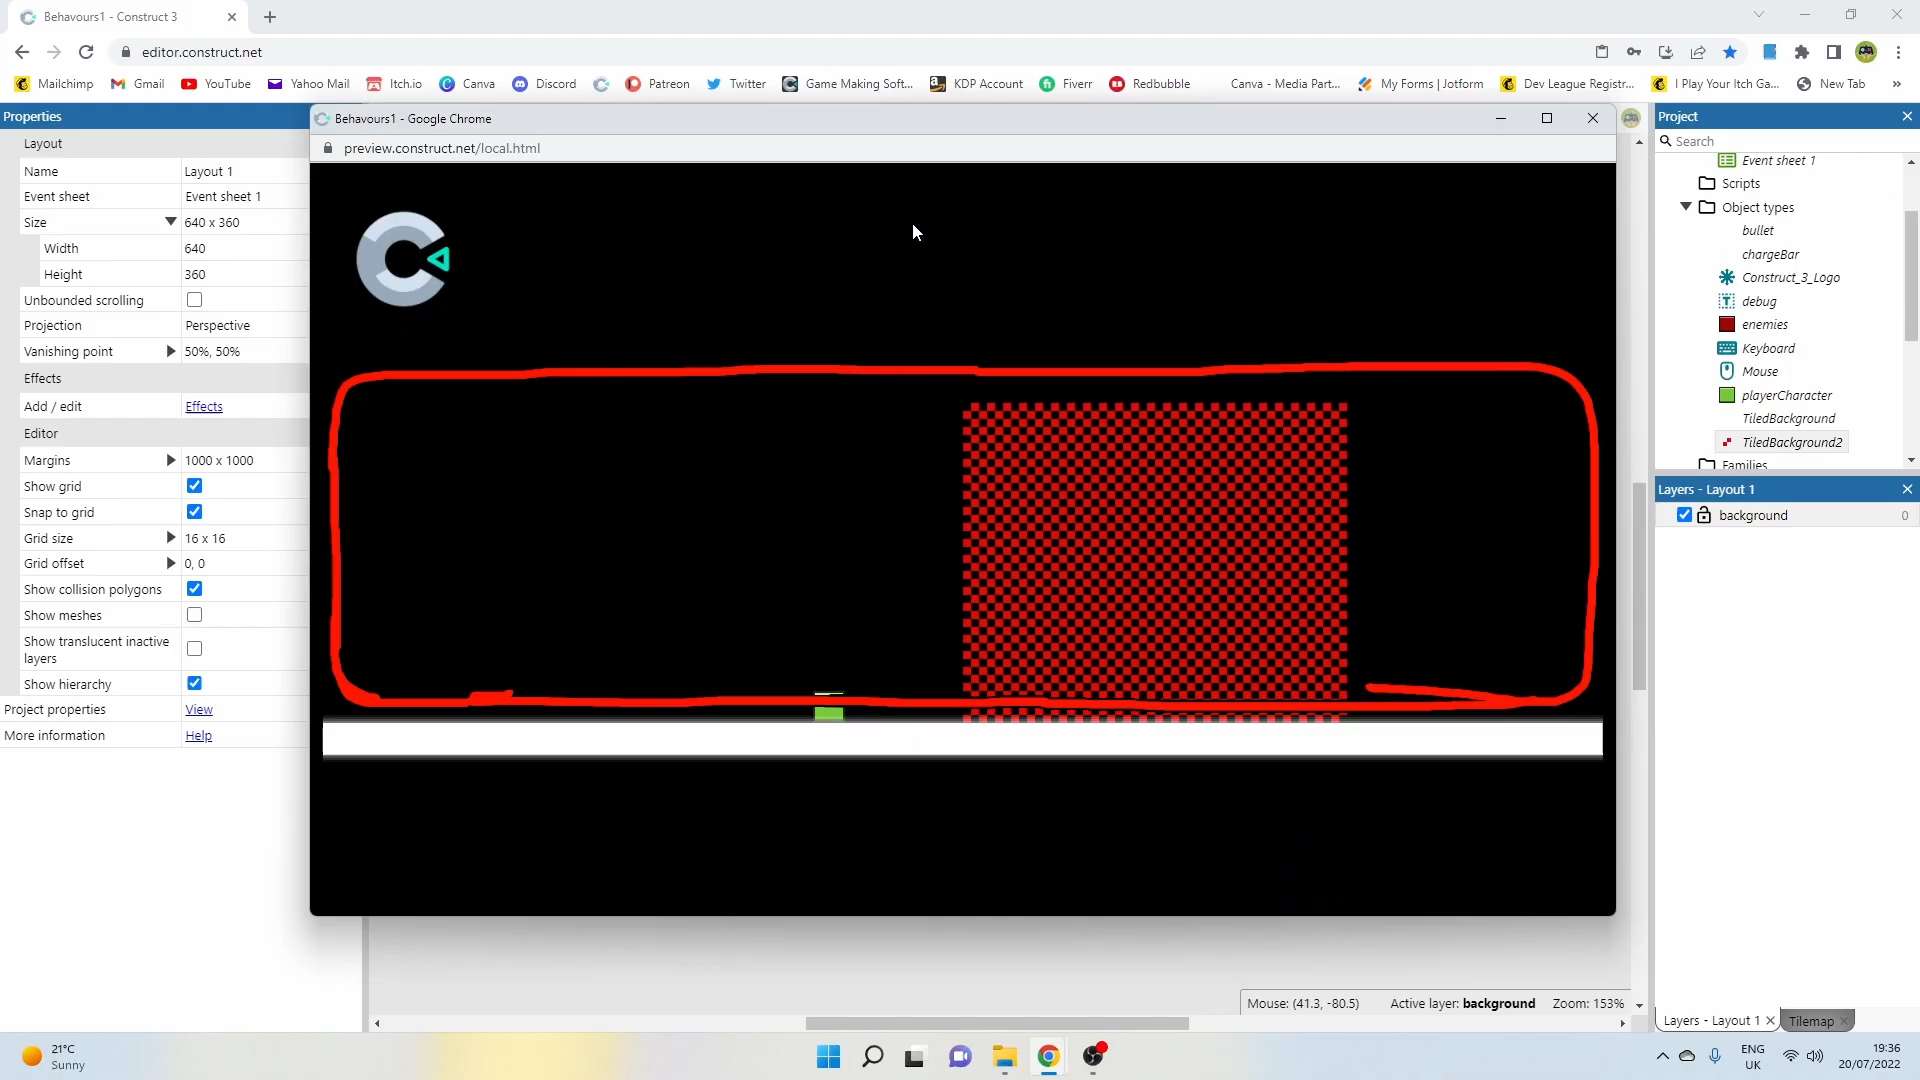 Behavours1 - Construct 3
editor.construct.net
Mailchimp Gmail YouTube Yahoo Mail Itch.io Canva Discord Patreon Twitter Game Making Soft... KDP Account Fiverr Redbubble Canva - Media Part... My Forms | Jotform Dev League Registr... I Play Your Itch Ga... New Tab »
Properties
Layout
Name Layout 1
Event sheet Event sheet 1
Size 640 x 360
Width 640
Height 360
Unbounded scrolling
Projection Perspective
Vanishing point 50%, 50%
Effects
Add / edit Effects
Editor
Margins 1000 x 1000
Show grid
Snap to grid
Grid size 16 x 16
Grid offset 0, 0
Show collision polygons
Show meshes
Show translucent inactive
layers
Show hierarchy
Project properties View
More information Help
Behavours1 - Google Chrome
preview.construct.net/local.html
Project
Search
Event sheet 1
Scripts
Object types
bullet
chargeBar
Construct_3_Logo
debug
enemies
Keyboard
Mouse
playerCharacter
TiledBackground
TiledBackground2
Families
Layers - Layout 1
background 0
Mouse: (41.3, -80.5) Active layer: background Zoom: 153%
Layers - Layout 1 Tilemap
21°C
Sunny
ENG
UK
19:36
20/07/2022